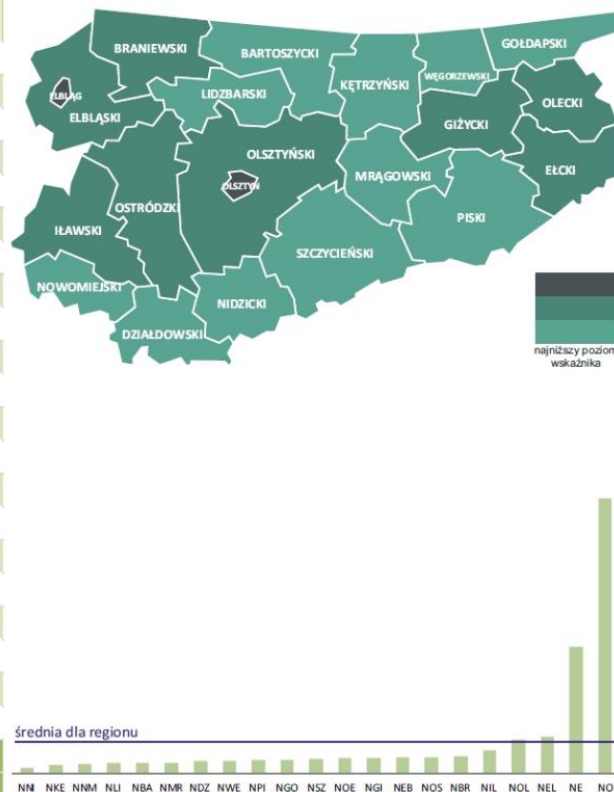 BRANIEWSKI
BARTOSZYCKI
GOŁDAPSKI
WĘGORZEWSKI
KĘTRZYŃSKI
LIDZBARSKI
ELBLĄG
ELBLĄSKI
GIŻYCKI
OLECKI
OLSZTYŃSKI
MRĄGOWSKI
EŁCKI
OLSZTYN
OSTRÓDZKI
PISKI
IŁAWSKI
SZCZYCIEŃSKI
NOWOMIEJSKI
NIDZICKI
DZIAŁDOWSKI
najniższy poziom
wskaźnika
średnia dla regionu
NNI NKE NNM NLI NBA NMR NDZ NWE NPI NGO NSZ NOE NGI NEB NOS NBR NIL NOL NEL NE NO